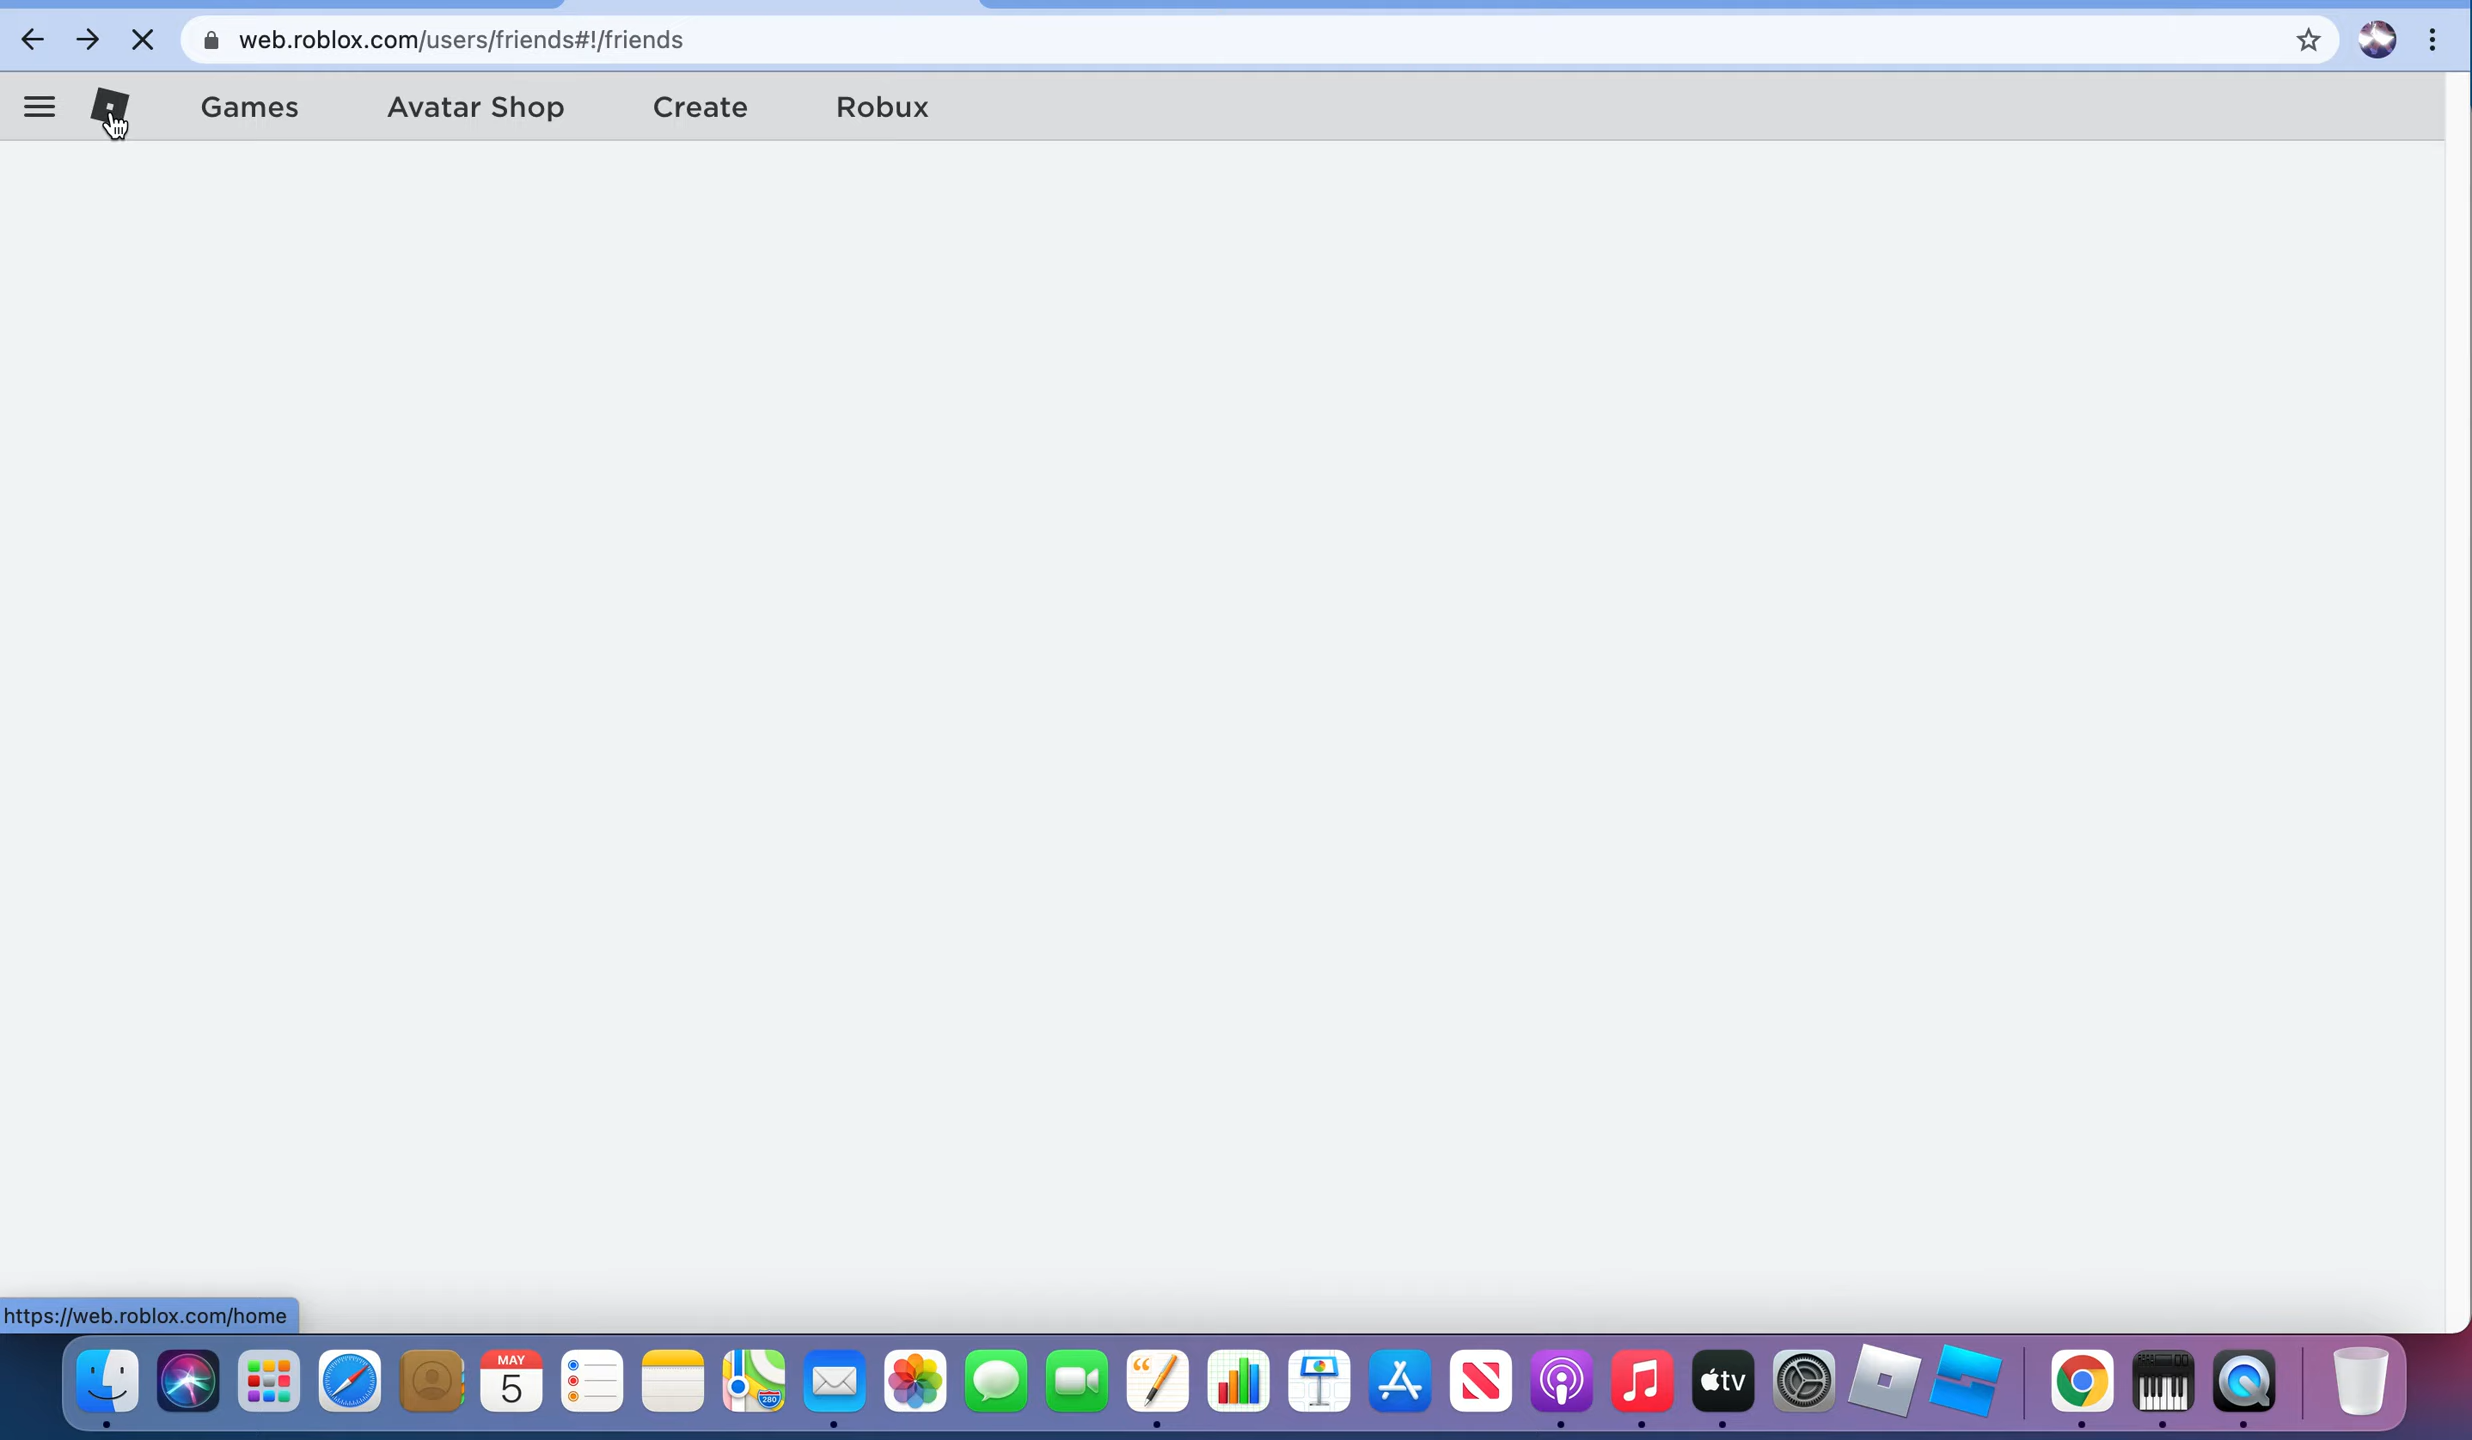 web.roblox.com/users/friends#!/friends
Games Avatar Shop Create Robux
https://web.roblox.com/home
MAY
5
280
tv